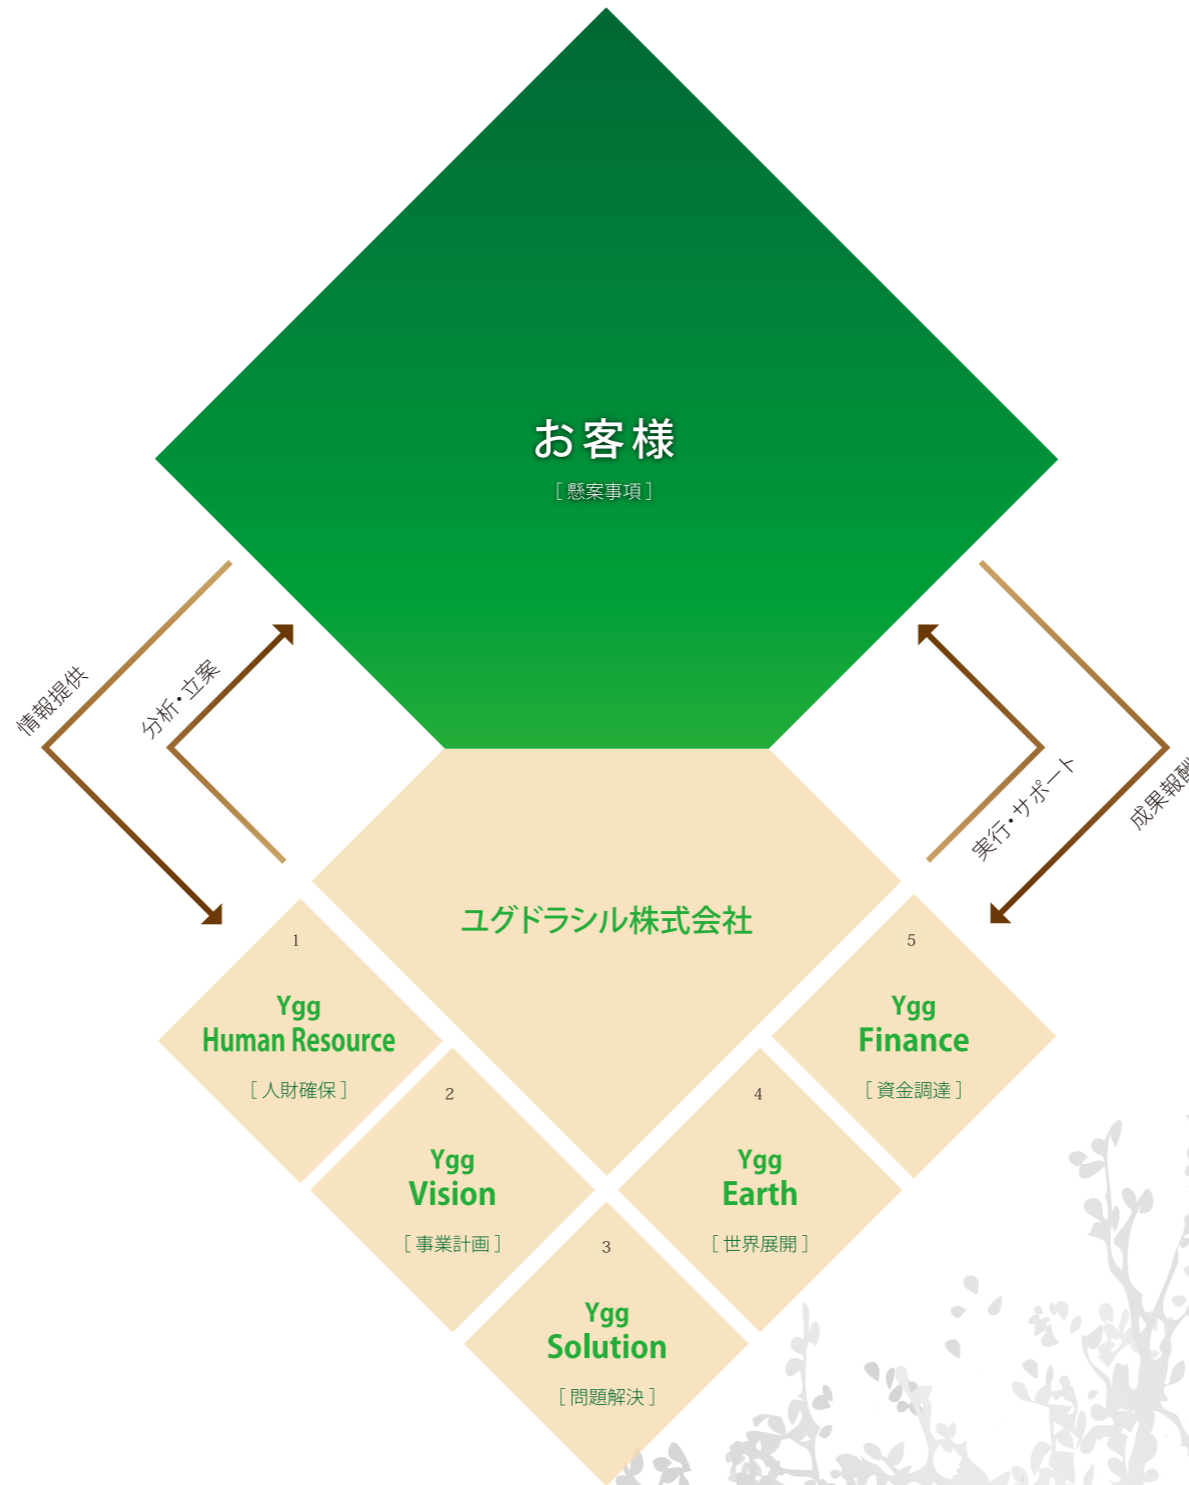 お客様
［ 懸案事項 ］
情報提供
分析・立案
実行・サポート
成果報酬
ユグドラシル株式会社
1
Ygg
Human Resource
［ 人財確保 ］
2
Ygg
Vision
［ 事業計画 ］
3
Ygg
Solution
［ 問題解決 ］
4
Ygg
Earth
［ 世界展開 ］
5
Ygg
Finance
［ 資金調達 ］